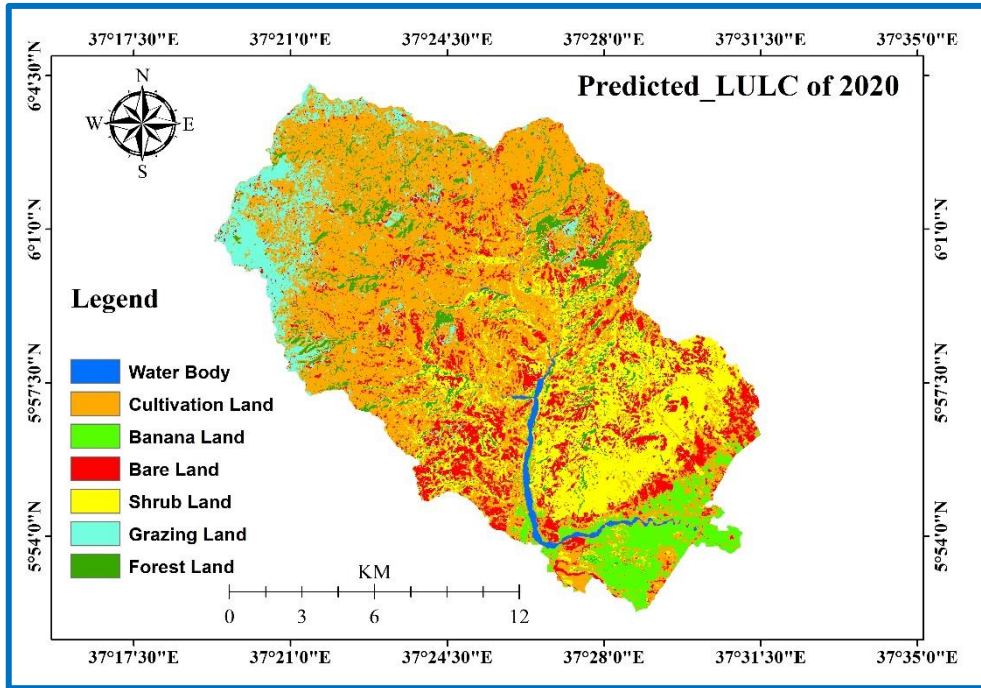 37°17'30"E 37°21'0"E 37°24'30"E 37°28'0"E 37°31'30"E 37°35'0"E
Predicted_LULC of 2020
N
W E
S
6°4'30"N 6°4'30"N
6°1'0"N 6°1'0"N
5°57'30"N 5°57'30"N
5°54'0"N 5°54'0"N
Legend
Water Body
Cultivation Land
Banana Land
Bare Land
Shrub Land
Grazing Land
Forest Land
KM
0 3 6 12
37°17'30"E 37°21'0"E 37°24'30"E 37°28'0"E 37°31'30"E 37°35'0"E